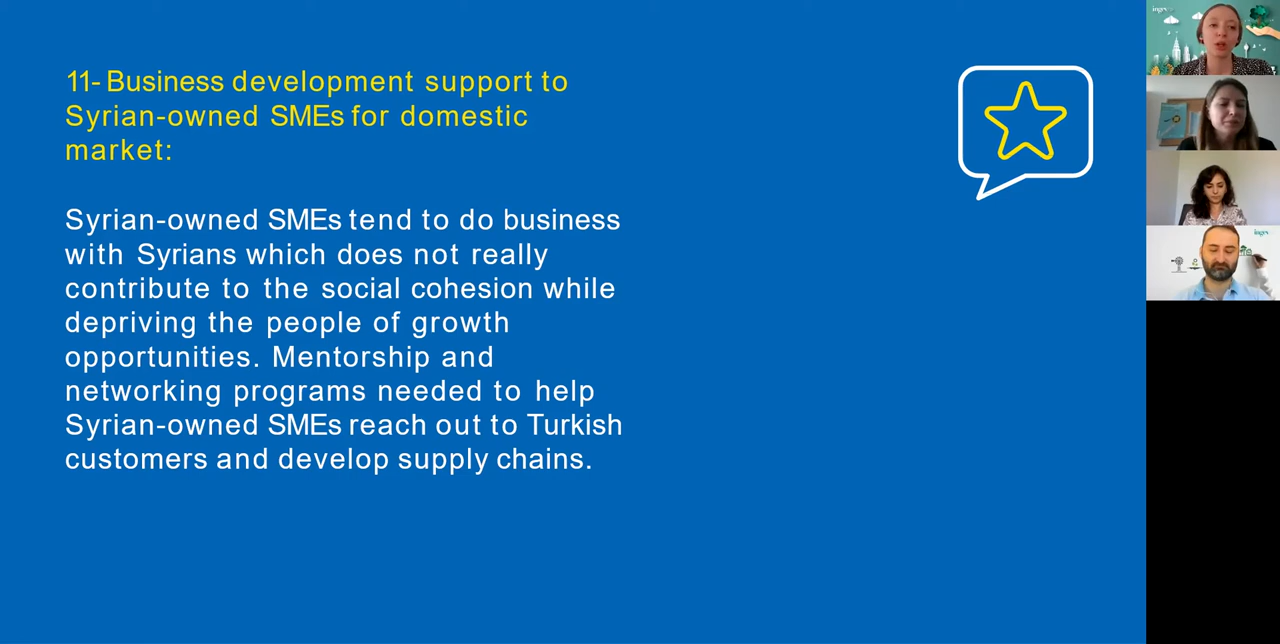 11- Business development support to
Syrian-owned SMEs for domestic
market:
Syrian-owned SMEs tend to do business
with Syrians which does not really
contribute to the social cohesion while
depriving the people of growth
opportunities. Mentorship and
networking programs needed to help
Syrian-owned SMEs reach out to Turkish
customers and develop supply chains.
ingev
ingev